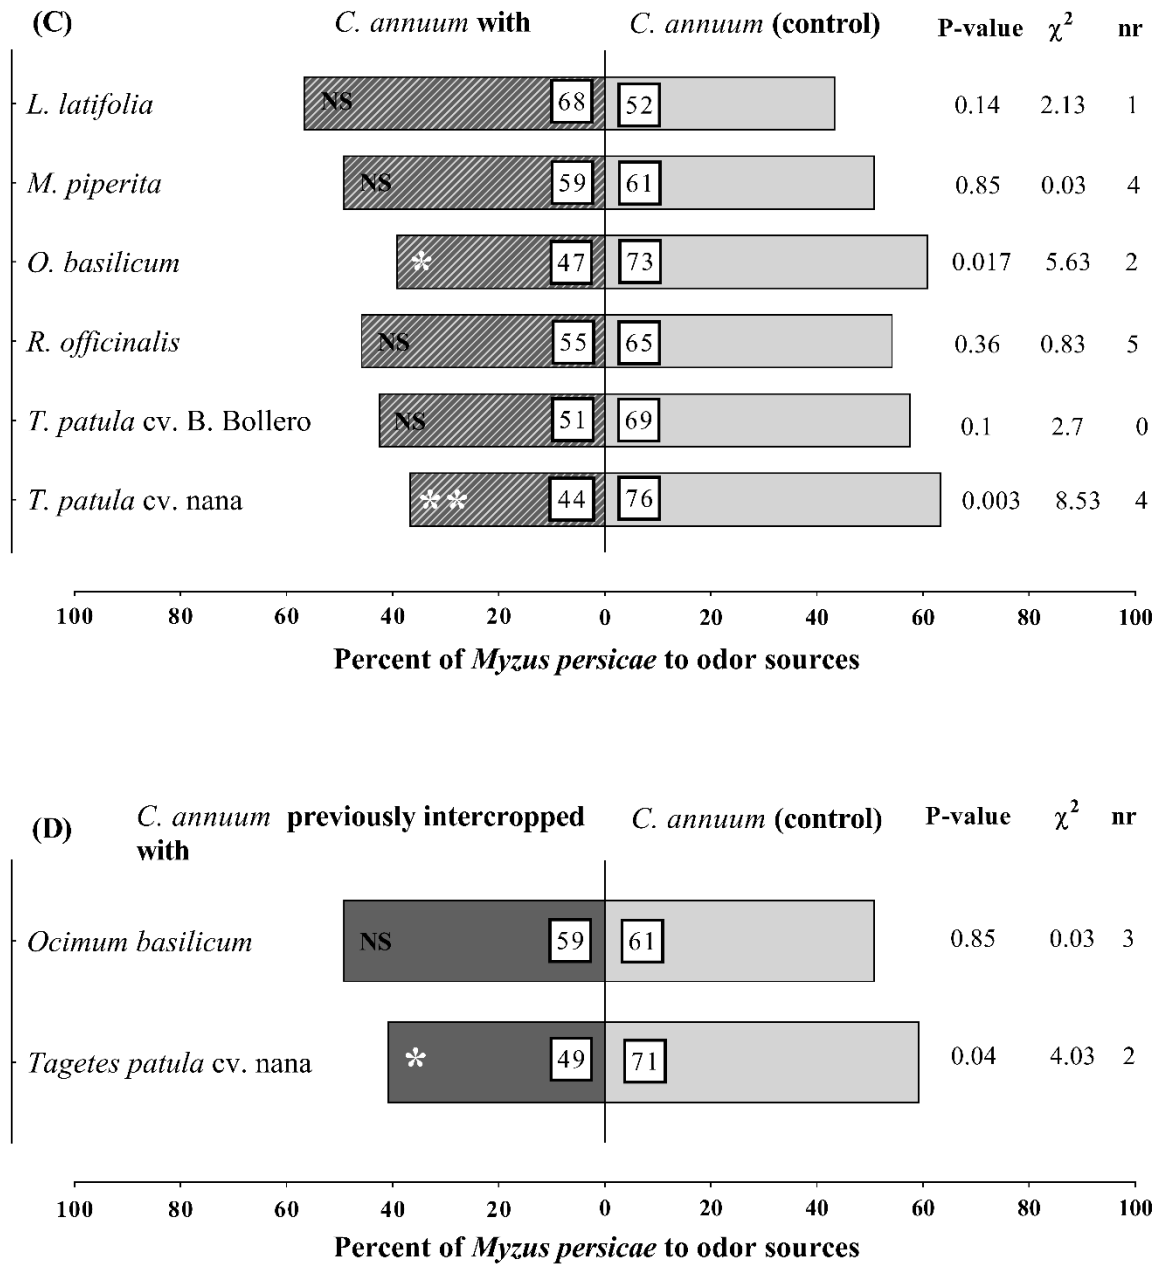 (C) C. annuum with C. annuum (control) P-value χ² nr
L. latifolia NS 68 52 0.14 2.13 1
M. piperita NS 59 61 0.85 0.03 4
O. basilicum * 47 73 0.017 5.63 2
R. officinalis NS 55 65 0.36 0.83 5
T. patula cv. B. Bollero NS 51 69 0.1 2.7 0
T. patula cv. nana ** 44 76 0.003 8.53 4
100 80 60 40 20 0 20 40 60 80 100
Percent of Myzus persicae to odor sources
(D) C. annuum previously intercropped C. annuum (control) P-value χ² nr
with
Ocimum basilicum NS 59 61 0.85 0.03 3
Tagetes patula cv. nana * 49 71 0.04 4.03 2
100 80 60 40 20 0 20 40 60 80 100
Percent of Myzus persicae to odor sources